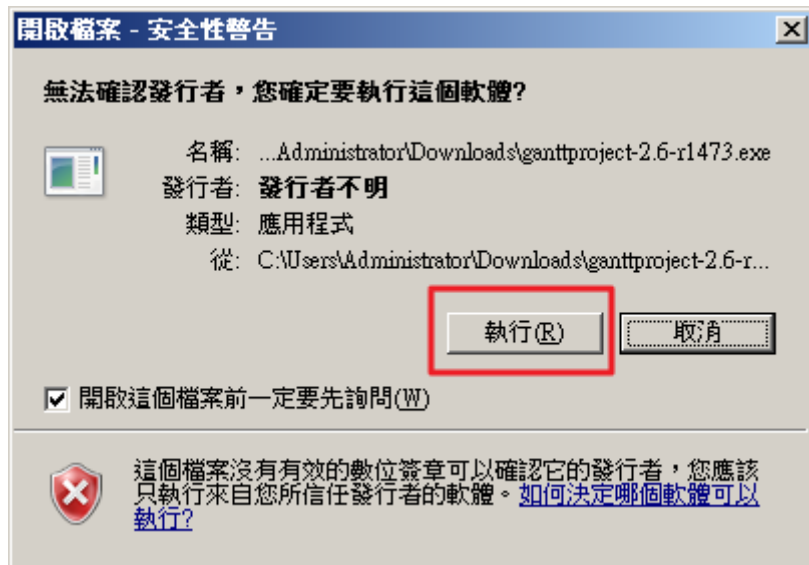 開啟檔案 - 安全性警告
無法確認發行者，您確定要執行這個軟體?
名稱: ...Administrator\Downloads\ganttproject-2.6-r1473.exe
發行者: 發行者不明
類型: 應用程式
從: C:\Users\Administrator\Downloads\ganttproject-2.6-r...
執行(R) 取消
開啟這個檔案前一定要先詢問(W)
這個檔案沒有有效的數位簽章可以確認它的發行者，您應該
只執行來自您所信任發行者的軟體。如何決定哪個軟體可以
執行?